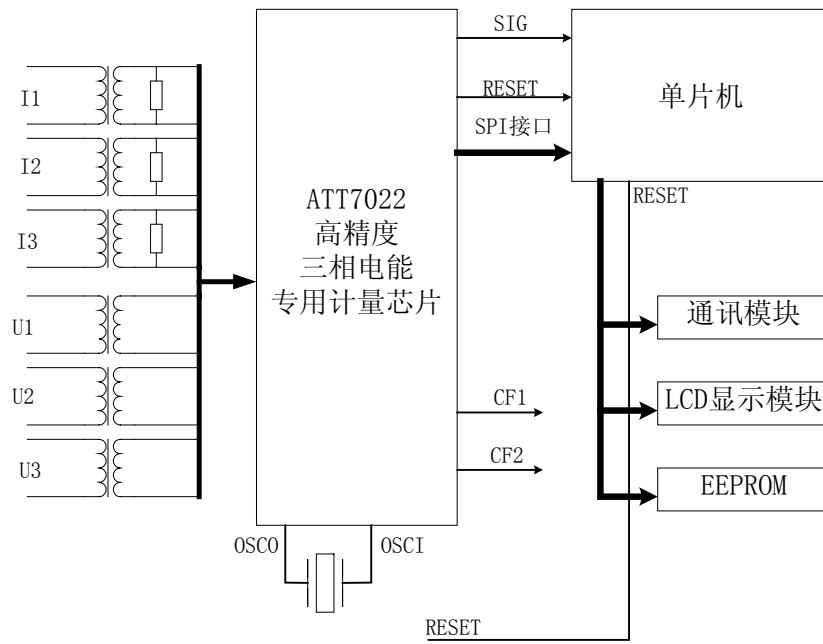 SIG
RESET
SPI接口
单片机
I1
I2
I3
U1
U2
U3
ATT7022
高精度
三相电能
专用计量芯片
RESET
通讯模块
LCD显示模块
EEPROM
CF1
CF2
OSCO
OSCI
RESET